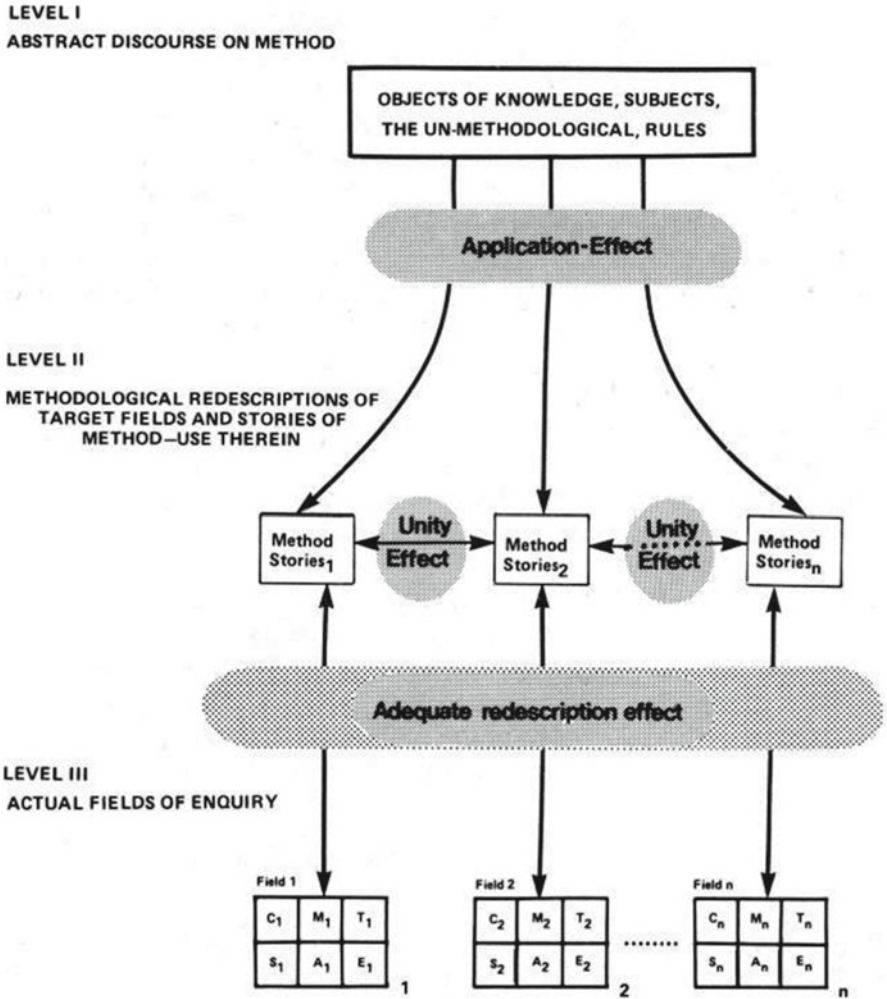 LEVEL I
ABSTRACT DISCOURSE ON METHOD
OBJECTS OF KNOWLEDGE, SUBJECTS,
THE UN-METHODOLOGICAL, RULES
Application-Effect
LEVEL II
METHODOLOGICAL REDESCRIPTIONS OF
TARGET FIELDS AND STORIES OF
METHOD—USE THEREIN
Method
Stories1
Unity
Effect
Method
Stories2
Unity
Effect
Method
Storiesn
Adequate redescription effect
LEVEL III
ACTUAL FIELDS OF ENQUIRY
Field 1
C1 M1 T1
S1 A1 E1
1
Field 2
C2 M2 T2
S2 A2 E2
2
........
Field n
Cn Mn Tn
Sn An En
n